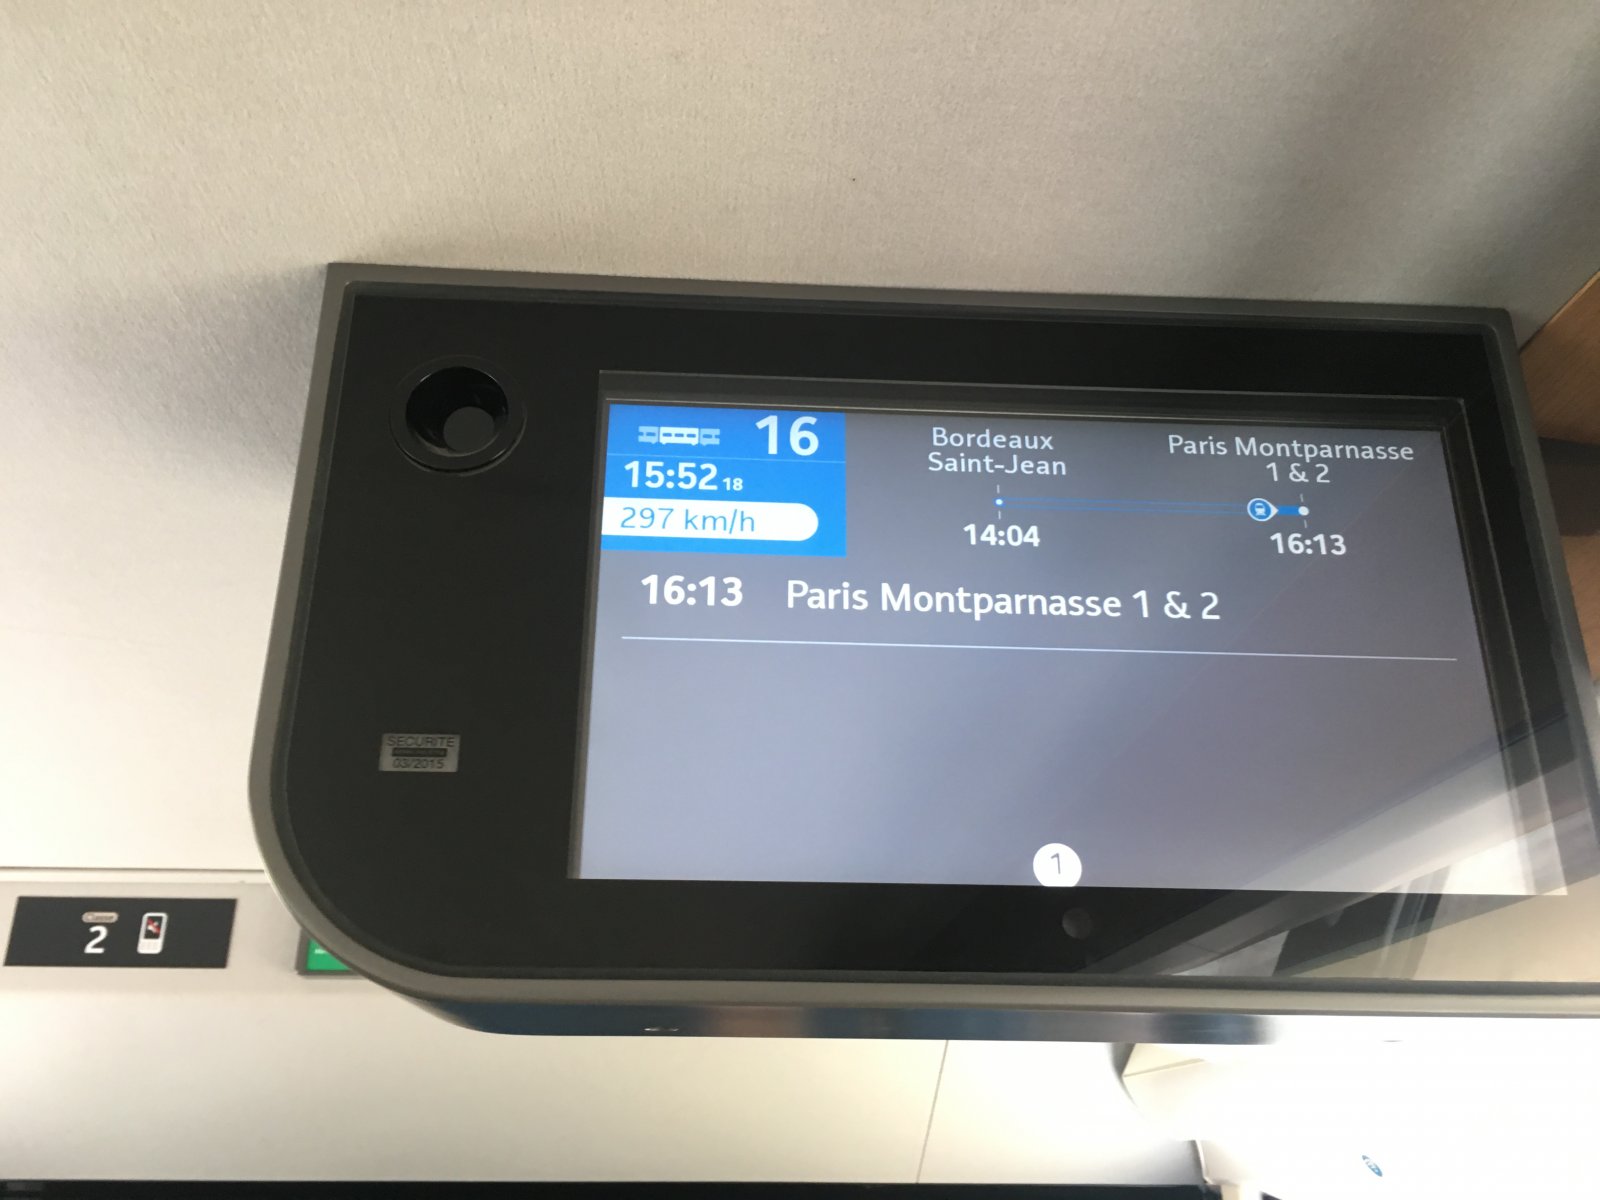 16
15:52 18
297 km/h
Bordeaux
Saint-Jean
14:04
Paris Montparnasse
1 & 2
16:13
16:13 Paris Montparnasse 1 & 2
1
SECURITE
03/2015
Classe
2